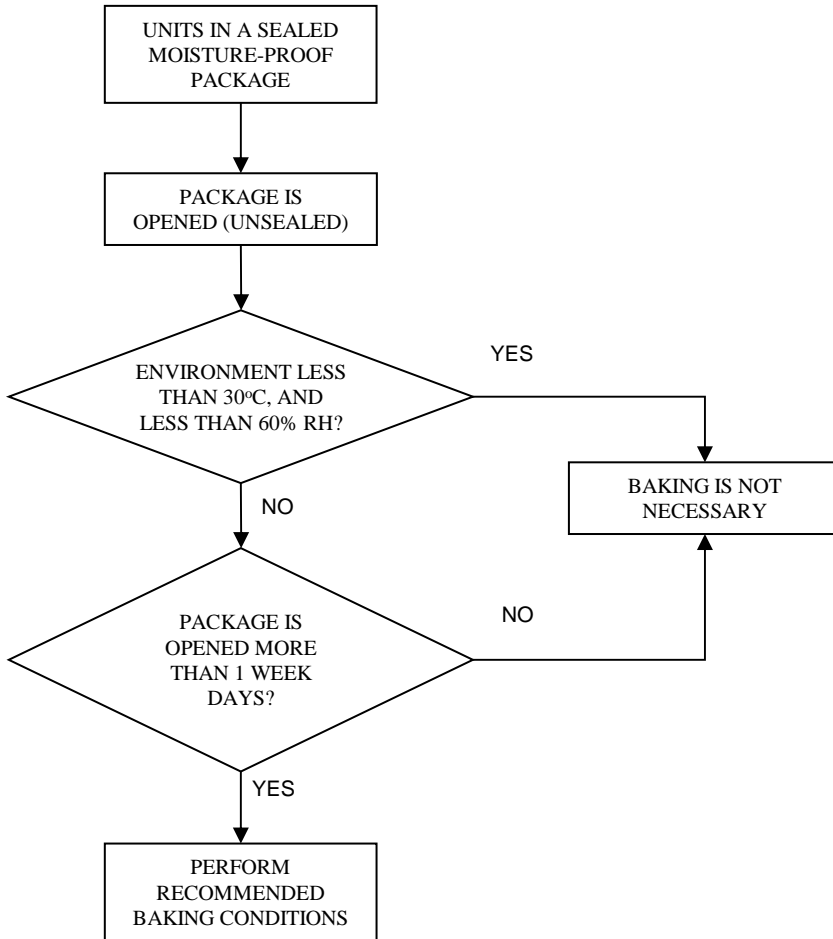 UNITS IN A SEALED
MOISTURE-PROOF
PACKAGE
PACKAGE IS
OPENED (UNSEALED)
YES
ENVIRONMENT LESS
THAN 30ºC, AND
LESS THAN 60% RH?
BAKING IS NOT
NECESSARY
NO
NO
PACKAGE IS
OPENED MORE
THAN 1 WEEK
DAYS?
YES
PERFORM
RECOMMENDED
BAKING CONDITIONS